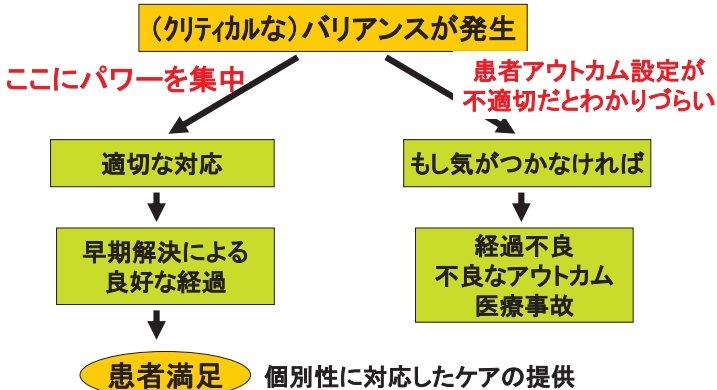 (クリティカルな)バリアンスが発生
ここにパワーを集中
患者アウトカム設定が
不適切だとわかりづらい
適切な対応
もし気がつかなければ
早期解決による
良好な経過
経過不良
不良なアウトカム
医療事故
患者満足
個別性に対応したケアの提供